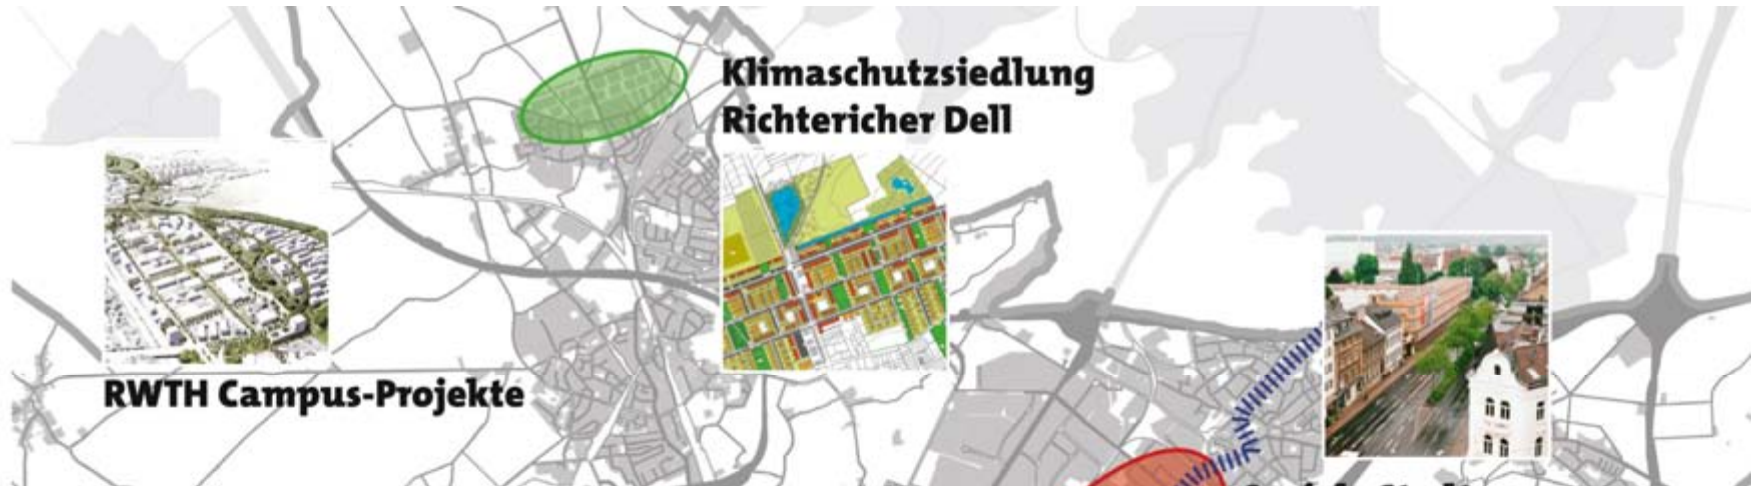 Klimaschutzsiedlung
Richtericher Dell
RWTH Campus-Projekte